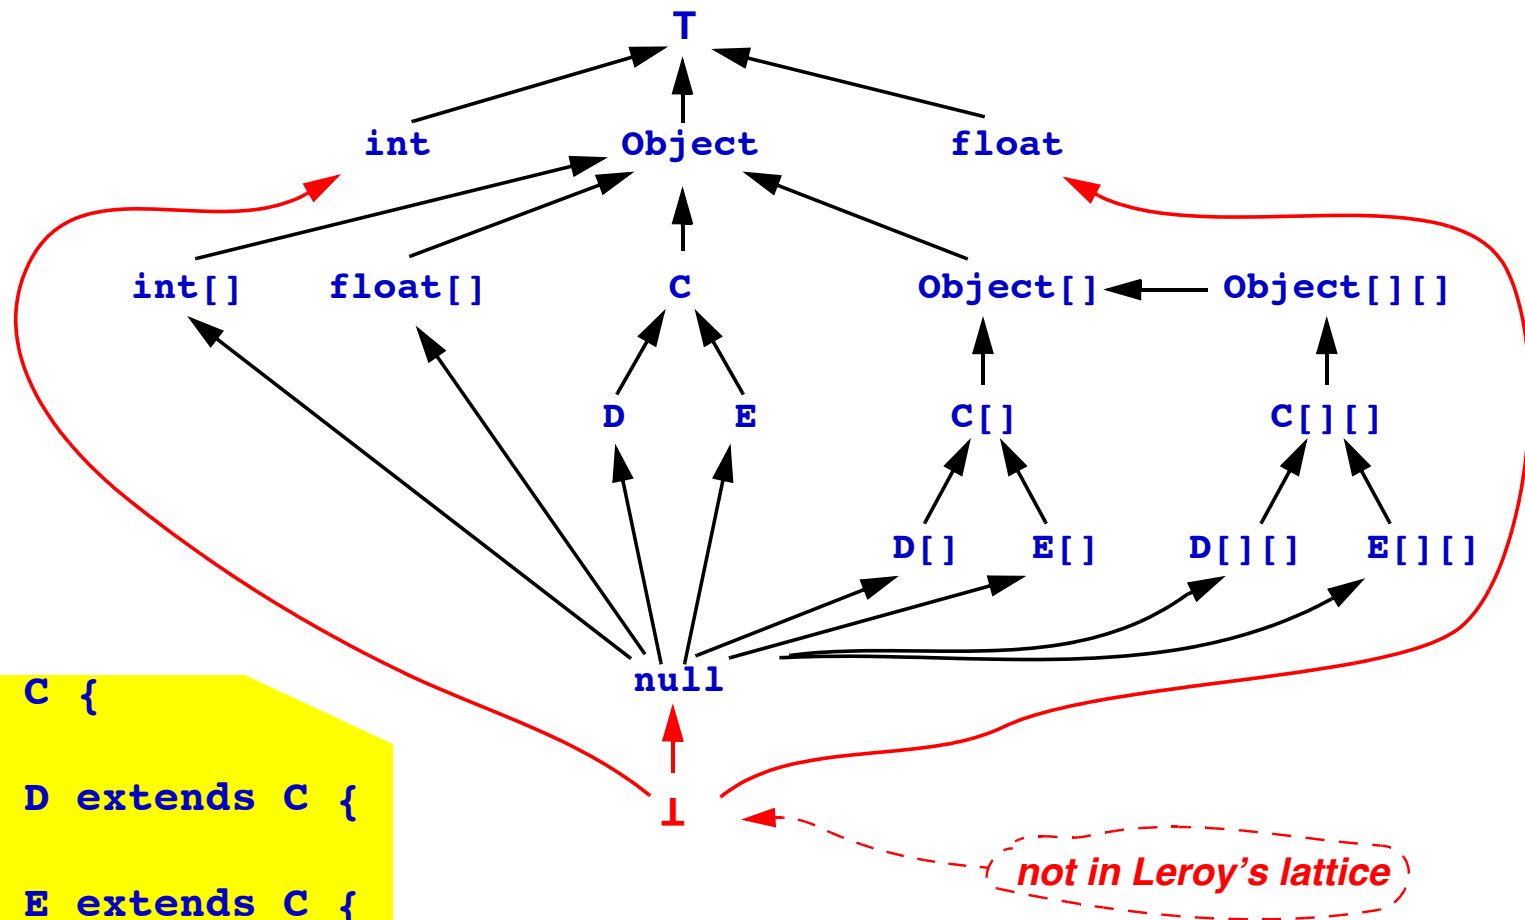 T
int Object float
int[] float[] C Object[] Object[][]
D E C[] C[][]
D[] E[] D[][] E[][]
null
C {
D extends C {
⊥
not in Leroy's lattice
E extends C {